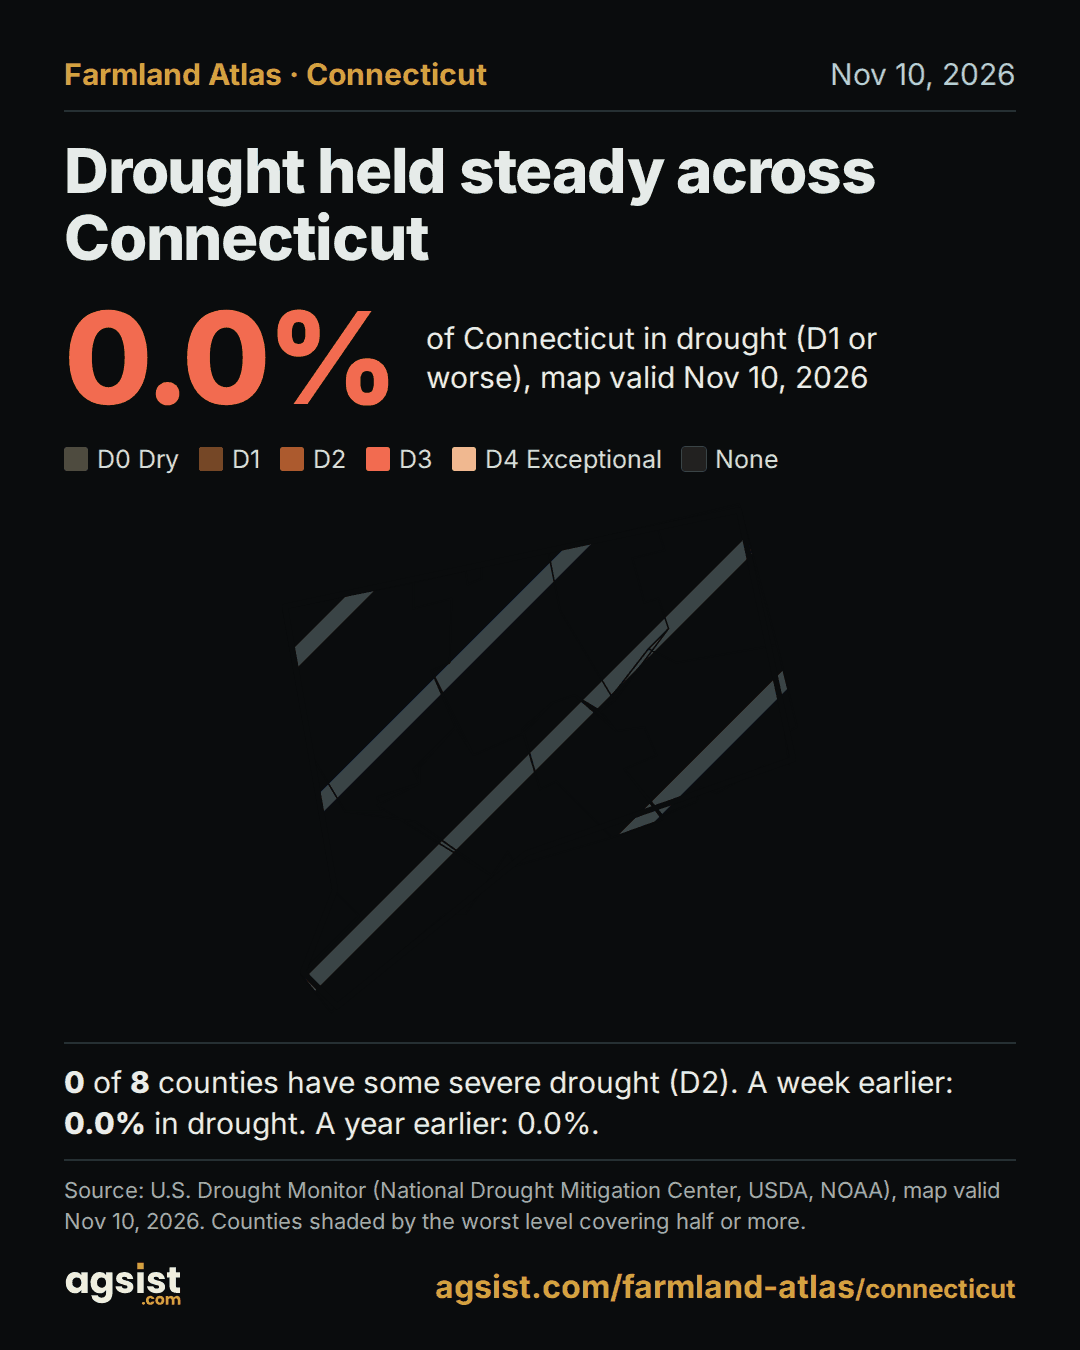 Farmland Atlas · Connecticut
Nov 10, 2026
Drought held steady across
Connecticut
0.0%
of Connecticut in drought (D1 or
worse), map valid Nov 10, 2026
D0 Dry D1 D2 D3 D4 Exceptional None
0 of 8 counties have some severe drought (D2). A week earlier:
0.0% in drought. A year earlier: 0.0%.
Source: U.S. Drought Monitor (National Drought Mitigation Center, USDA, NOAA), map valid
Nov 10, 2026. Counties shaded by the worst level covering half or more.
agsist
.com
agsist.com/farmland-atlas/connecticut